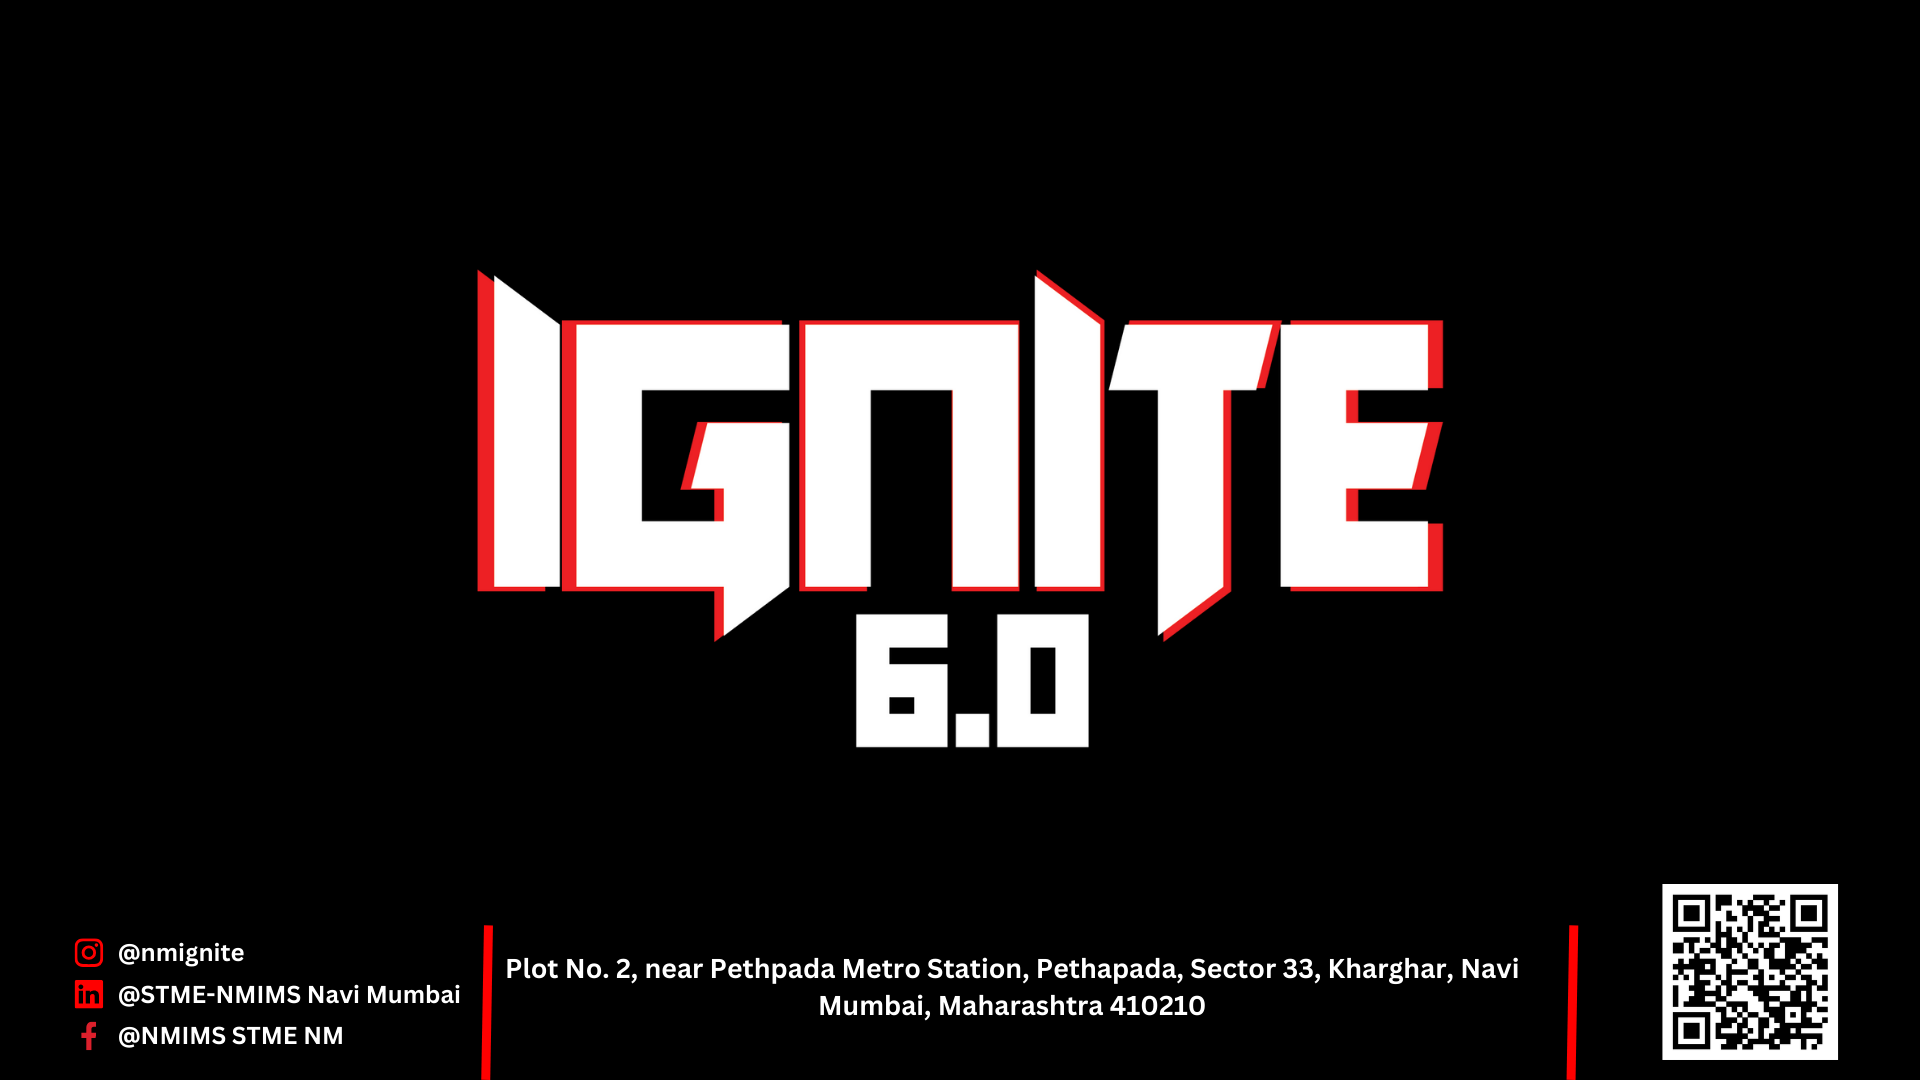 IGNITE
6.0
@nmignite
@STME-NMIMS Navi Mumbai
@NMIMS STME NM
Plot No. 2, near Pethpada Metro Station, Pethapada, Sector 33, Kharghar, Navi
Mumbai, Maharashtra 410210